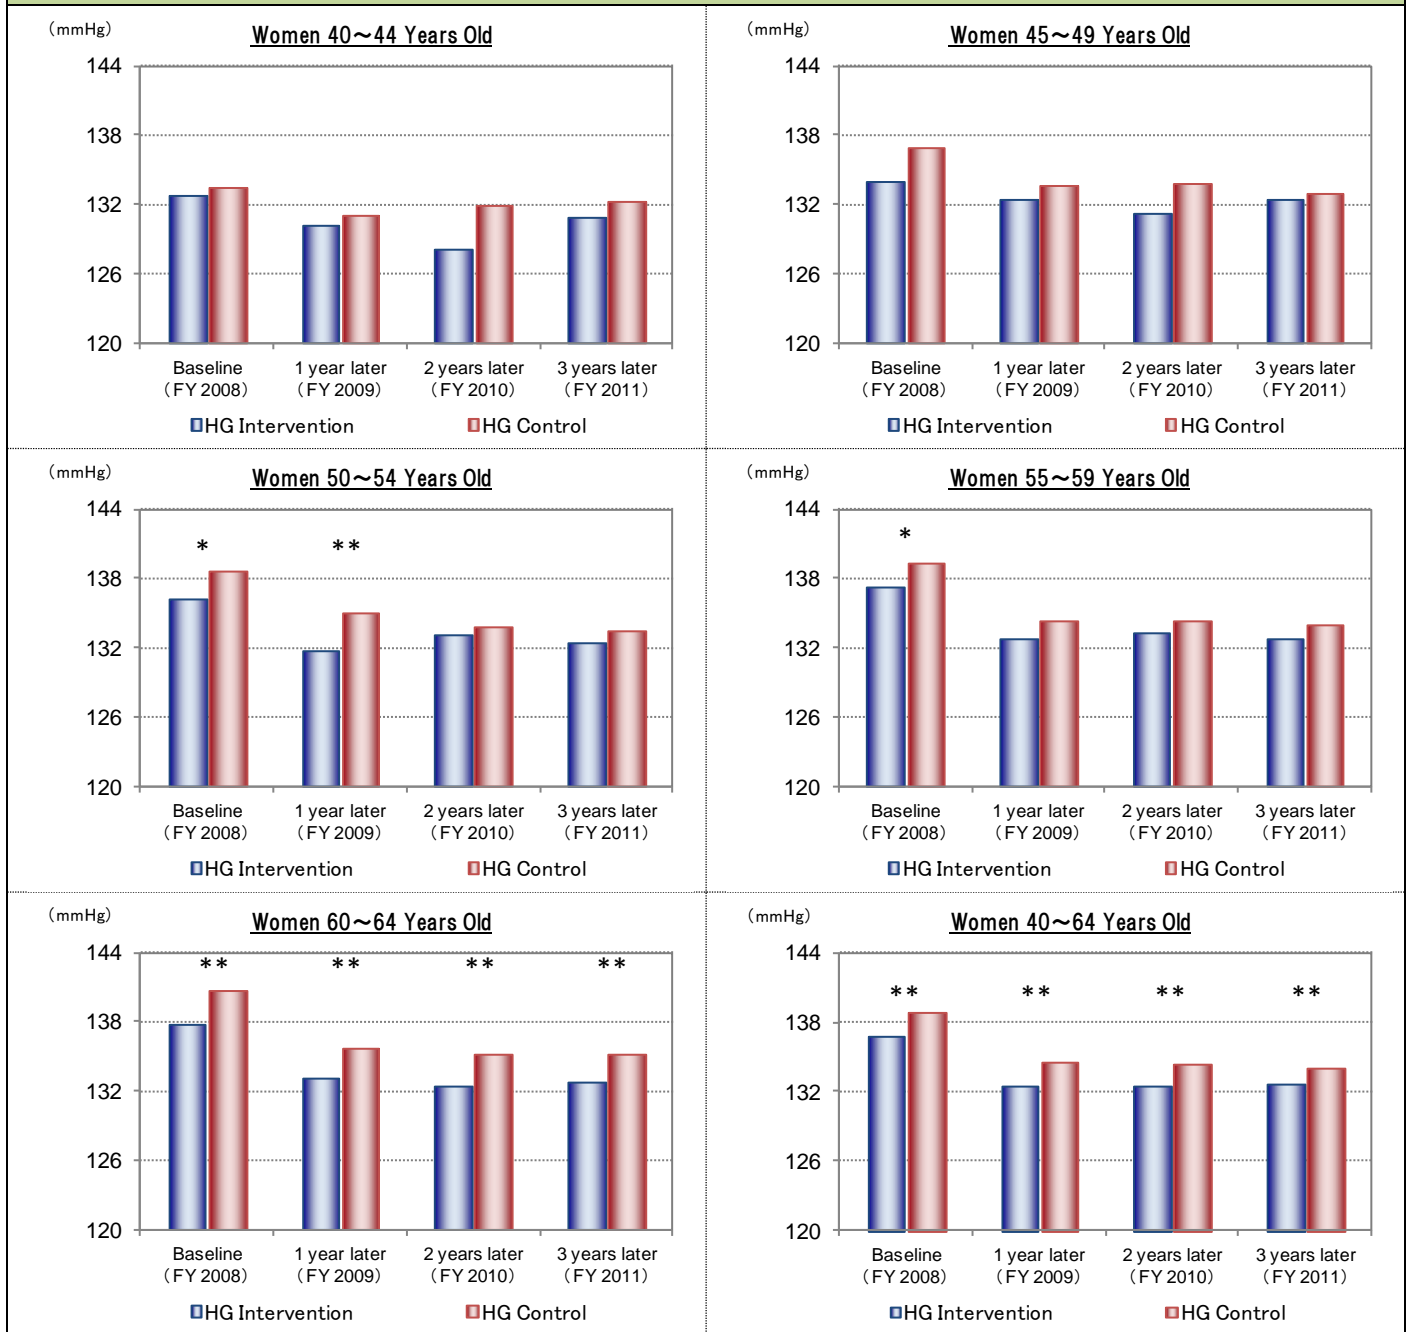 （mmHg）
Women 40～44 Years Old
144
138
132
126
120
Baseline 1 year later 2 years later 3 years later
（FY 2008） （FY 2009） （FY 2010） （FY 2011）
HG Intervention HG Control
（mmHg）
Women 45～49 Years Old
144
138
132
126
120
Baseline 1 year later 2 years later 3 years later
（FY 2008） （FY 2009） （FY 2010） （FY 2011）
HG Intervention HG Control
（mmHg）
Women 50～54 Years Old
144
* **
138
132
126
120
Baseline 1 year later 2 years later 3 years later
（FY 2008） （FY 2009） （FY 2010） （FY 2011）
HG Intervention HG Control
（mmHg）
Women 55～59 Years Old
144
*
138
132
126
120
Baseline 1 year later 2 years later 3 years later
（FY 2008） （FY 2009） （FY 2010） （FY 2011）
HG Intervention HG Control
（mmHg）
Women 60～64 Years Old
144
** ** ** **
138
132
126
120
Baseline 1 year later 2 years later 3 years later
（FY 2008） （FY 2009） （FY 2010） （FY 2011）
HG Intervention HG Control
（mmHg）
Women 40～64 Years Old
144
** ** ** **
138
132
126
120
Baseline 1 year later 2 years later 3 years later
（FY 2008） （FY 2009） （FY 2010） （FY 2011）
HG Intervention HG Control